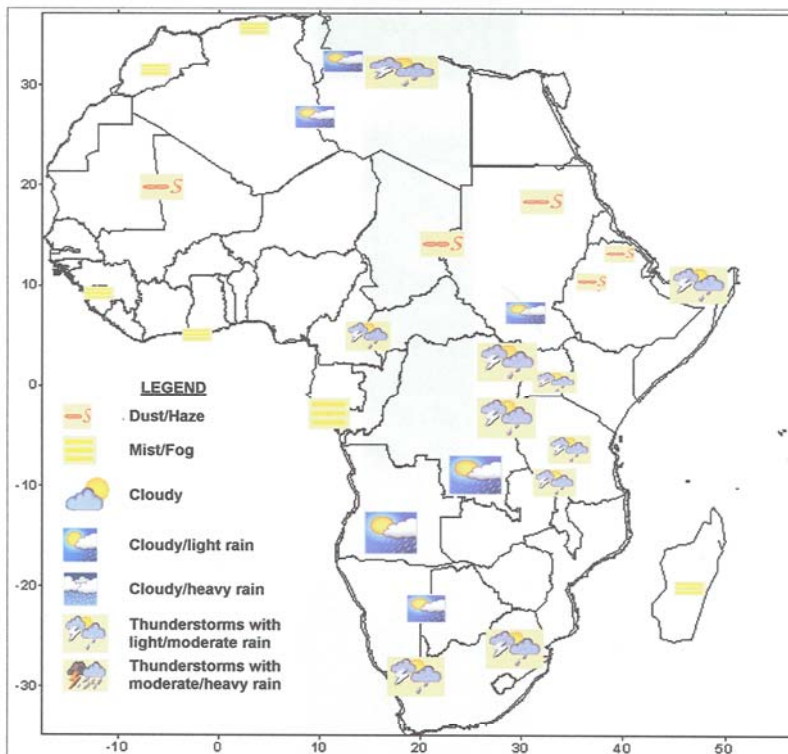 30
20
10
0
-10
-20
-30
LEGEND
Dust/Haze
Mist/Fog
Cloudy
Cloudy/light rain
Cloudy/heavy rain
Thunderstorms with
light/moderate rain
Thunderstorms with
moderate/heavy rain
S
S
S
S
S
S
-10 0 10 20 30 40 50